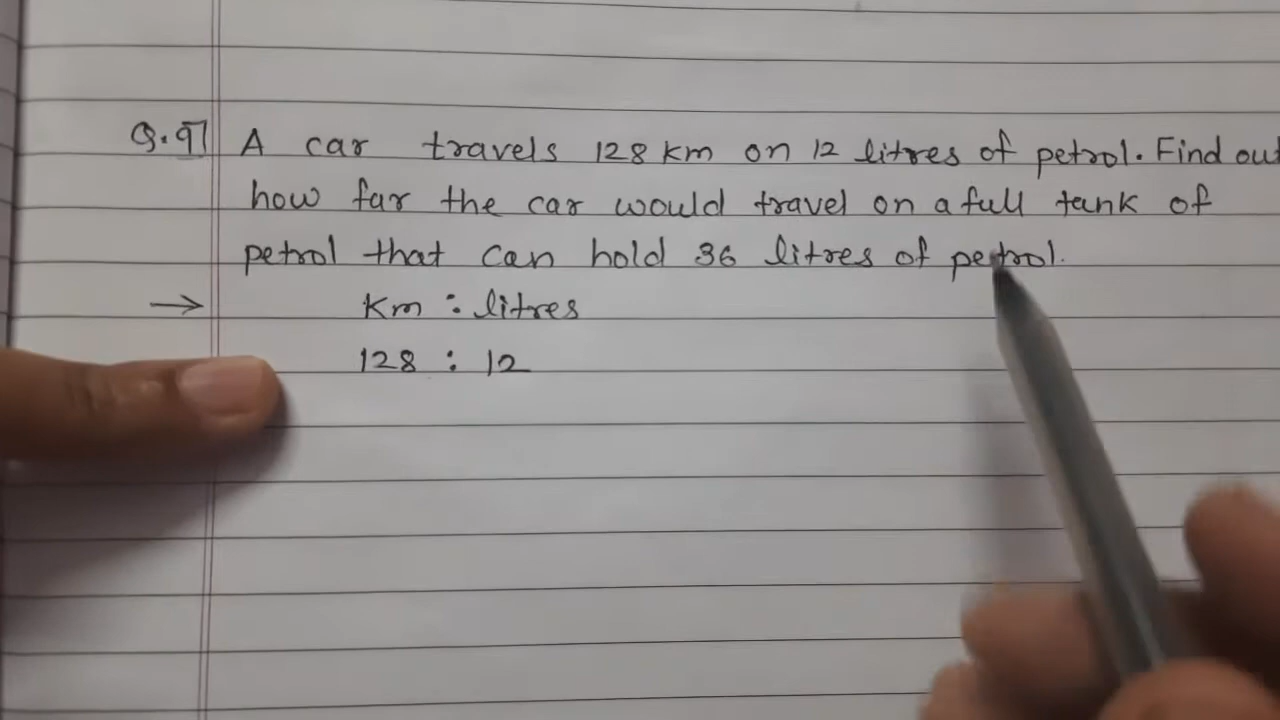 Q.9] A car travels 128 km on 12 litres of petrol. Find out
how far the car would travel on a full tank of
petrol that can hold 36 litres of petrol.
→ km : litres
128 : 12